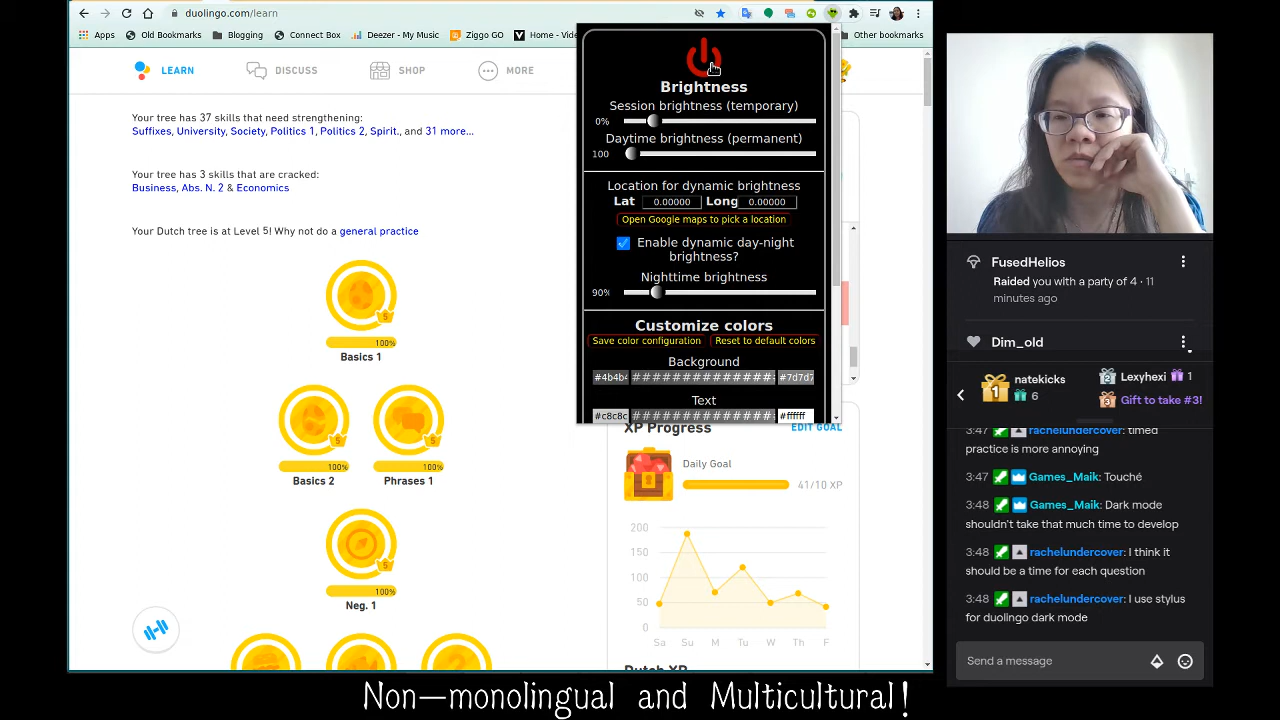 duolingo.com/learn
Apps
Old Bookmarks
Blogging
Connect Box
Deezer - My Music
Ziggo GO
Home - Vide
Other bookmarks
LEARN
DISCUSS
SHOP
MORE
Your tree has 37 skills that need strengthening:
Suffixes, University, Society, Politics 1, Politics 2, Spirit., and 31 more...
Your tree has 3 skills that are cracked:
Business, Abs. N. 2 & Economics
Your Dutch tree is at Level 5! Why not do a general practice
5
100%
Basics 1
5
100%
Basics 2
5
100%
Phrases 1
5
100%
Neg. 1
Brightness
Session brightness (temporary)
0%
Daytime brightness (permanent)
100
Location for dynamic brightness
Lat 0.00000 Long 0.00000
Open Google maps to pick a location
Enable dynamic day-night
brightness?
Nighttime brightness
90%
Customize colors
Save color configuration
Reset to default colors
Background
#4b4b4 ############## #7d7d7
Text
#c8c8c ############## #ffffff
XP Progress
EDIT GOAL
Daily Goal
41/10 XP
200
150
100
50
0
Sa Su M Tu W Th F
Dutch XP
FusedHelios
Raided you with a party of 4 · 11
minutes ago
Dim_old
1 natekicks
6
2 Lexyhexi 1
3 Gift to take #3!
3:47 rachelundercover: timed
practice is more annoying
3:47 Games_Maik: Touché
3:48 Games_Maik: Dark mode
shouldn't take that much time to develop
3:48 rachelundercover: I think it
should be a time for each question
3:48 rachelundercover: I use stylus
for duolingo dark mode
Send a message
Non-monolingual and Multicultural!